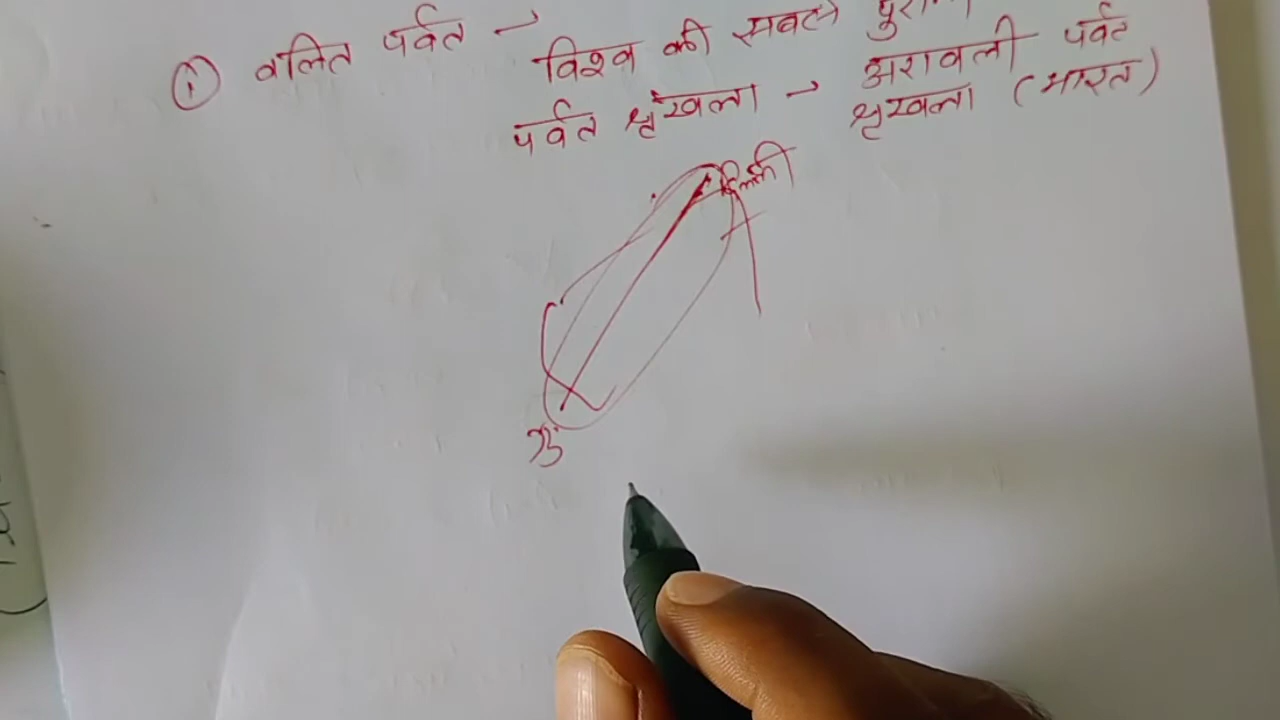 ① वलित पर्वत → विश्व की सबसे
पर्वत श्रृंखला → अरावली पर्वत
श्रृंखला (भारत)
दिल्ली